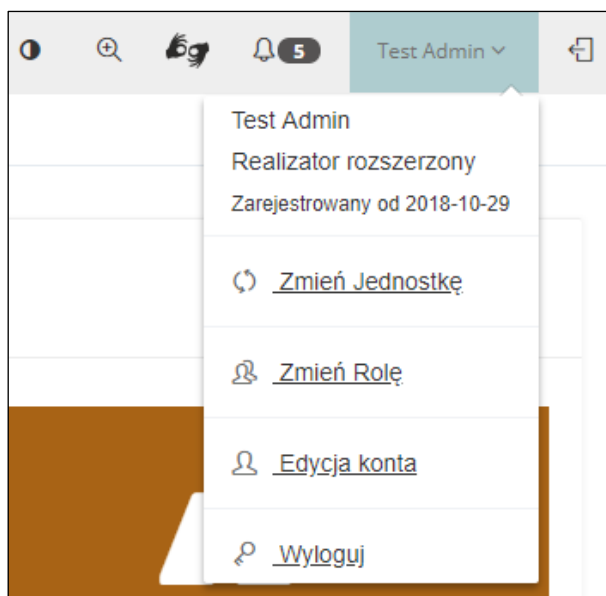 5
Test Admin
Test Admin
Realizator rozszerzony
Zarejestrowany od 2018-10-29
Zmień Jednostkę
Zmień Rolę
Edycja konta
Wyloguj